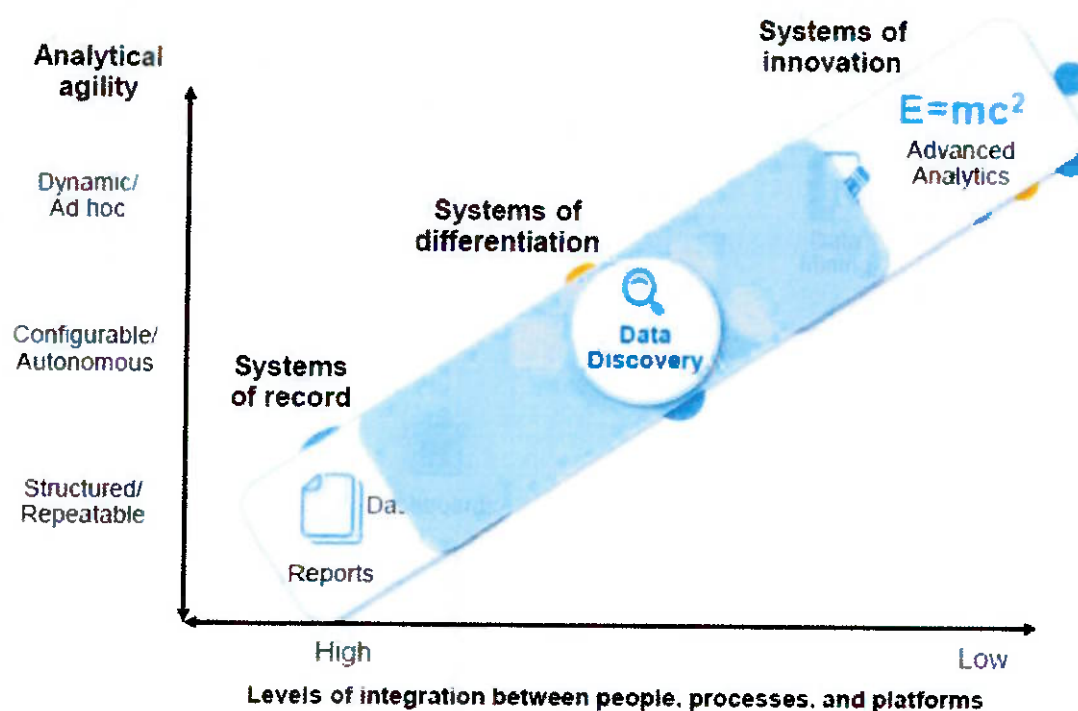 Systems of
innovation
Analytical
agility
E=mc²
Advanced
Analytics
Dynamic/
Ad hoc
Systems of
differentiation
Data
Discovery
Configurable/
Autonomous
Systems
of record
Structured/
Repeatable
Dashboards
Reports
High
Low
Levels of integration between people, processes, and platforms